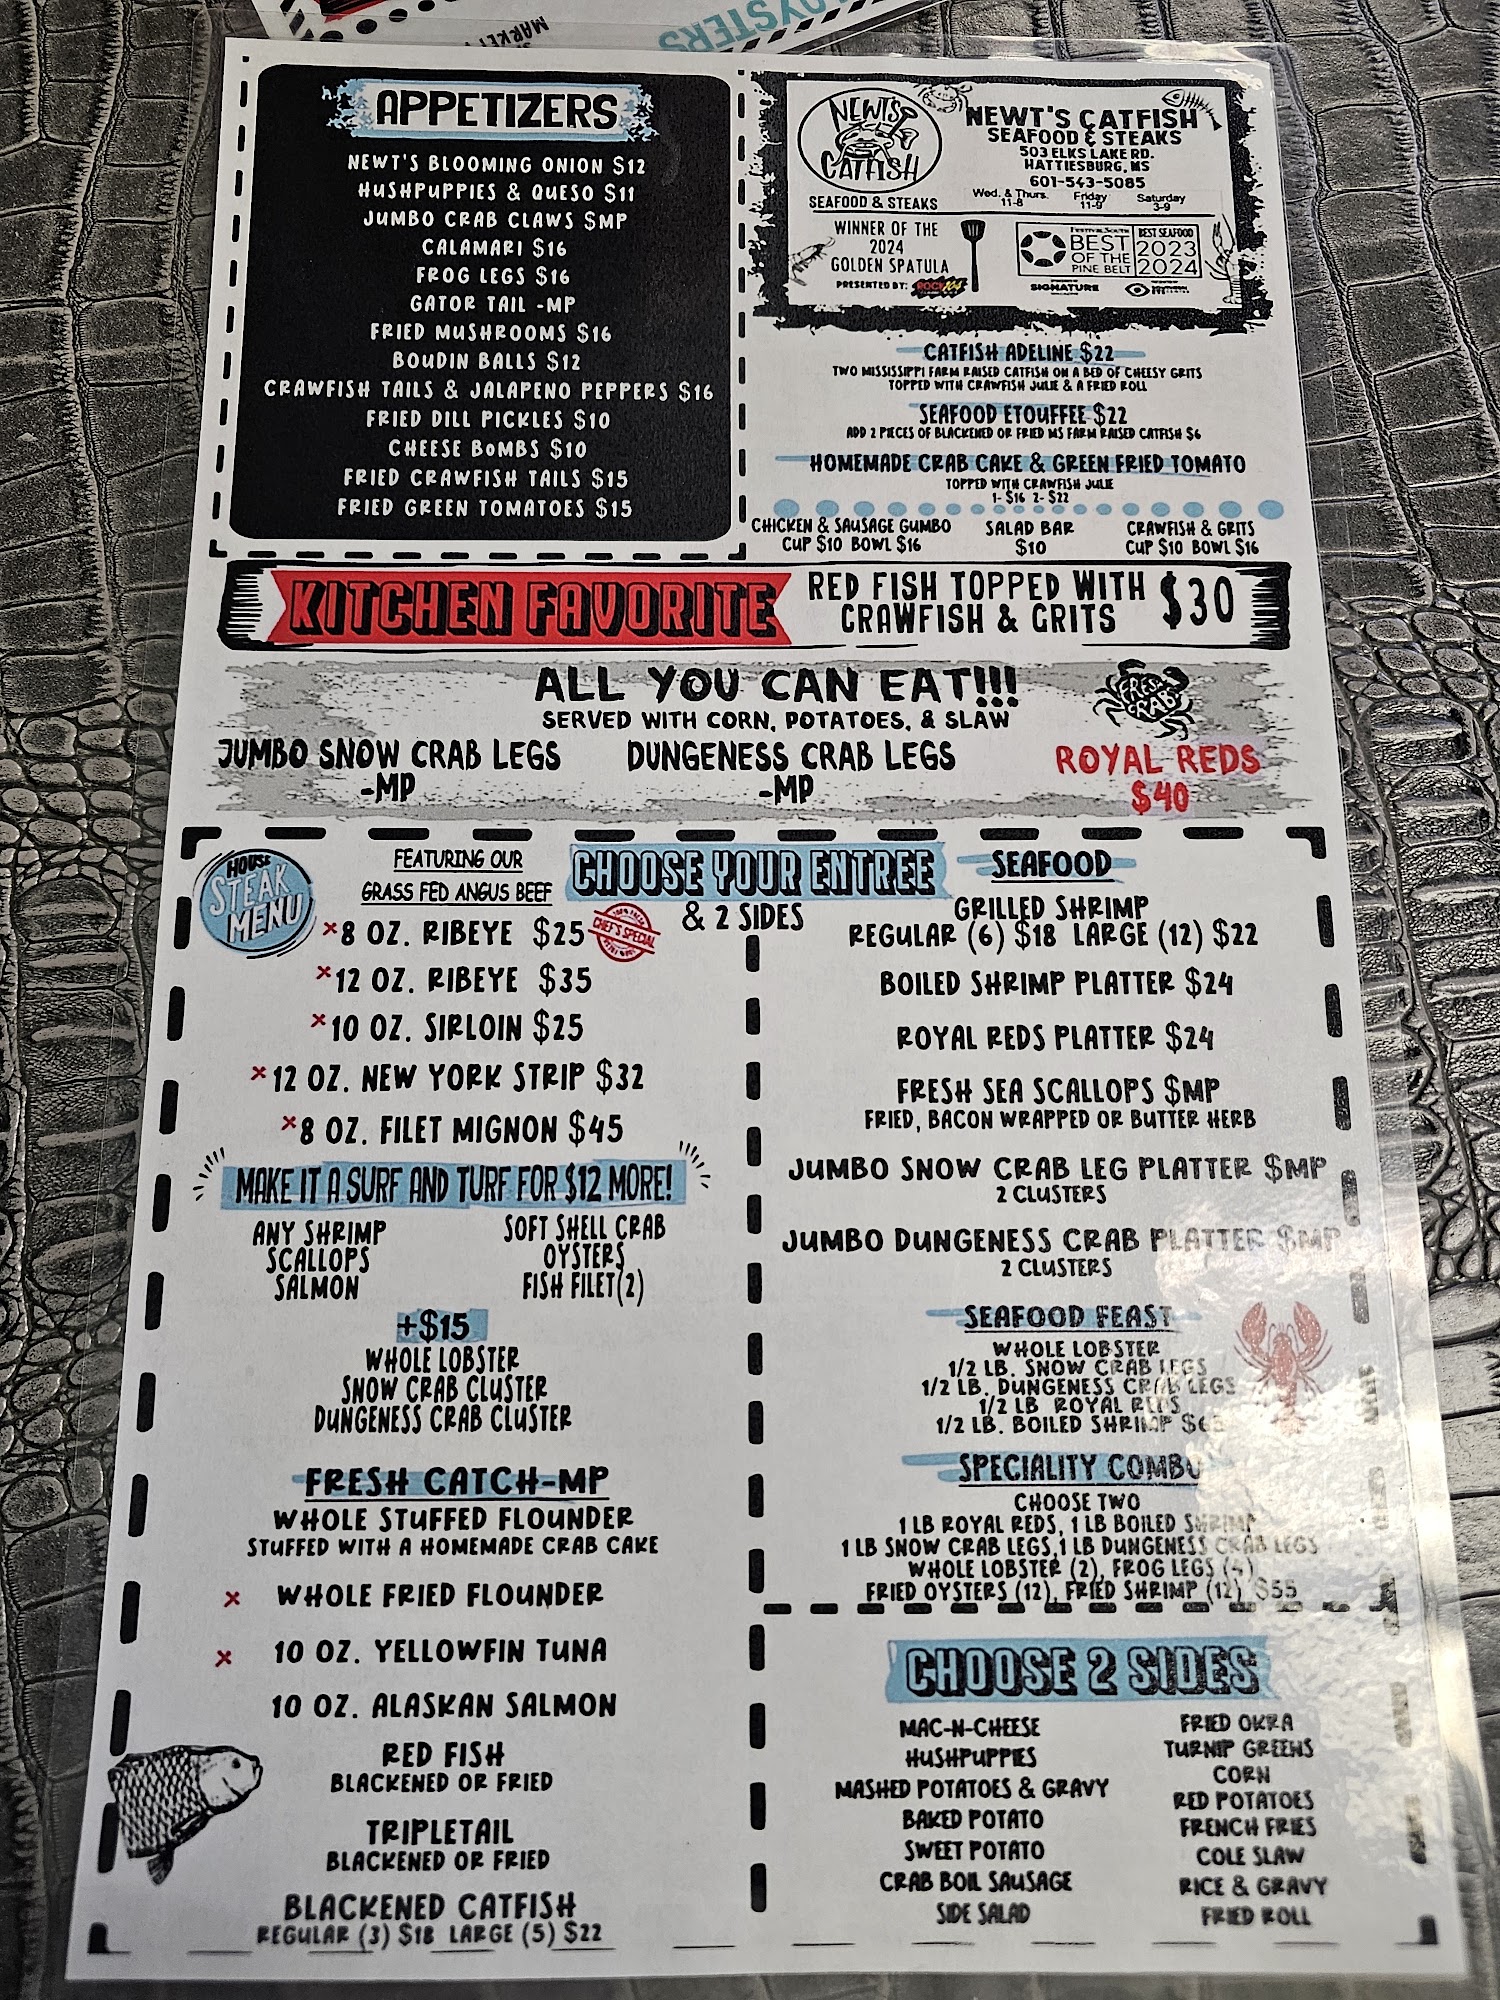 OYSTERS
MARKET
APPETIZERS
NEWT'S BLOOMING ONION $12
HUSHPUPPIES & QUESO $11
JUMBO CRAB CLAWS $MP
CALAMARI $16
FROG LEGS $16
GATOR TAIL -MP
FRIED MUSHROOMS $16
BOUDIN BALLS $12
CRAWFISH TAILS & JALAPENO PEPPERS $16
FRIED DILL PICKLES $10
CHEESE BOMBS $10
FRIED CRAWFISH TAILS $15
FRIED GREEN TOMATOES $15
NEWTS
CATFISH
SEAFOOD & STEAKS
NEWT'S CATFISH
SEAFOOD & STEAKS
503 ELKS LAKE RD.
HATTIESBURG, MS
601-543-5085
Wed. & Thurs. Friday Saturday
11-8 11-9 3-9
WINNER OF THE
2024
GOLDEN SPATULA
PRESENTED BY: ROCK 104
FESTIVAL SOUTH
BEST
OF THE
PINE BELT
BEST SEAFOOD
2023
2024
SIGNATURE
CATFISH ADELINE $22
TWO MISSISSIPPI FARM RAISED CATFISH ON A BED OF CHEESY GRITS
TOPPED WITH CRAWFISH JULIE & A FRIED ROLL
SEAFOOD ETOUFFEE $22
ADD 2 PIECES OF BLACKENED OR FRIED MS FARM RAISED CATFISH $6
HOMEMADE CRAB CAKE & GREEN FRIED TOMATO
TOPPED WITH CRAWFISH JULIE
1- $16 2- $22
CHICKEN & SAUSAGE GUMBO
CUP $10 BOWL $16
SALAD BAR
$10
CRAWFISH & GRITS
CUP $10 BOWL $16
KITCHEN FAVORITE
RED FISH TOPPED WITH
CRAWFISH & GRITS
$30
ALL YOU CAN EAT!!!
SERVED WITH CORN, POTATOES, & SLAW
FRESH
CRAB
JUMBO SNOW CRAB LEGS
-MP
DUNGENESS CRAB LEGS
-MP
ROYAL REDS
$40
HOUSE
STEAK
MENU
FEATURING OUR
GRASS FED ANGUS BEEF
CHOOSE YOUR ENTREE
& 2 SIDES
×8 OZ. RIBEYE $25
CHEF'S SPECIAL
×12 OZ. RIBEYE $35
×10 OZ. SIRLOIN $25
×12 OZ. NEW YORK STRIP $32
×8 OZ. FILET MIGNON $45
MAKE IT A SURF AND TURF FOR $12 MORE!
ANY SHRIMP
SCALLOPS
SALMON
SOFT SHELL CRAB
OYSTERS
FISH FILET(2)
+$15
WHOLE LOBSTER
SNOW CRAB CLUSTER
DUNGENESS CRAB CLUSTER
FRESH CATCH-MP
WHOLE STUFFED FLOUNDER
STUFFED WITH A HOMEMADE CRAB CAKE
× WHOLE FRIED FLOUNDER
× 10 OZ. YELLOWFIN TUNA
10 OZ. ALASKAN SALMON
RED FISH
BLACKENED OR FRIED
TRIPLETAIL
BLACKENED OR FRIED
BLACKENED CATFISH
REGULAR (3) $18 LARGE (5) $22
SEAFOOD
GRILLED SHRIMP
REGULAR (6) $18 LARGE (12) $22
BOILED SHRIMP PLATTER $24
ROYAL REDS PLATTER $24
FRESH SEA SCALLOPS $MP
FRIED, BACON WRAPPED OR BUTTER HERB
JUMBO SNOW CRAB LEG PLATTER $MP
2 CLUSTERS
JUMBO DUNGENESS CRAB PLATTER $MP
2 CLUSTERS
SEAFOOD FEAST
WHOLE LOBSTER
1/2 LB. SNOW CRAB LEGS
1/2 LB. DUNGENESS CRAB LEGS
1/2 LB ROYAL REDS
1/2 LB. BOILED SHRIMP
SPECIALITY COMBO
CHOOSE TWO
1 LB ROYAL REDS, 1 LB BOILED SHRIMP
1 LB SNOW CRAB LEGS, 1 LB DUNGENESS CRAB LEGS
WHOLE LOBSTER (2), FROG LEGS (4)
FRIED OYSTERS (12), FRIED SHRIMP (12) $55
CHOOSE 2 SIDES
MAC-N-CHEESE
HUSHPUPPIES
MASHED POTATOES & GRAVY
BAKED POTATO
SWEET POTATO
CRAB BOIL SAUSAGE
SIDE SALAD
FRIED OKRA
TURNIP GREENS
CORN
RED POTATOES
FRENCH FRIES
COLE SLAW
RICE & GRAVY
FRIED ROLL